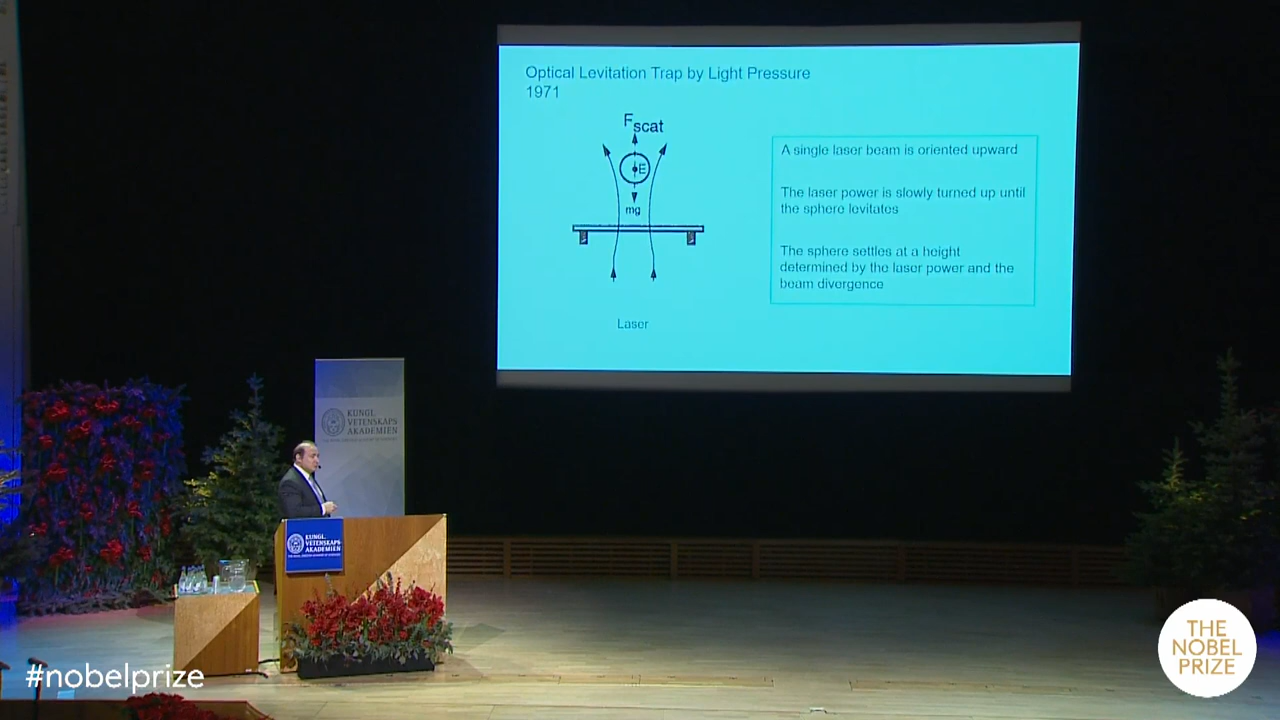 Optical Levitation Trap by Light Pressure
1971
Fscat
E
mg
Laser
A single laser beam is oriented upward
The laser power is slowly turned up until
the sphere levitates
The sphere settles at a height
determined by the laser power and the
beam divergence
KUNGL.
VETENSKAPS
AKADEMIEN
KUNGL.
VETENSKAPS
AKADEMIEN
#nobelprize
THE
NOBEL
PRIZE